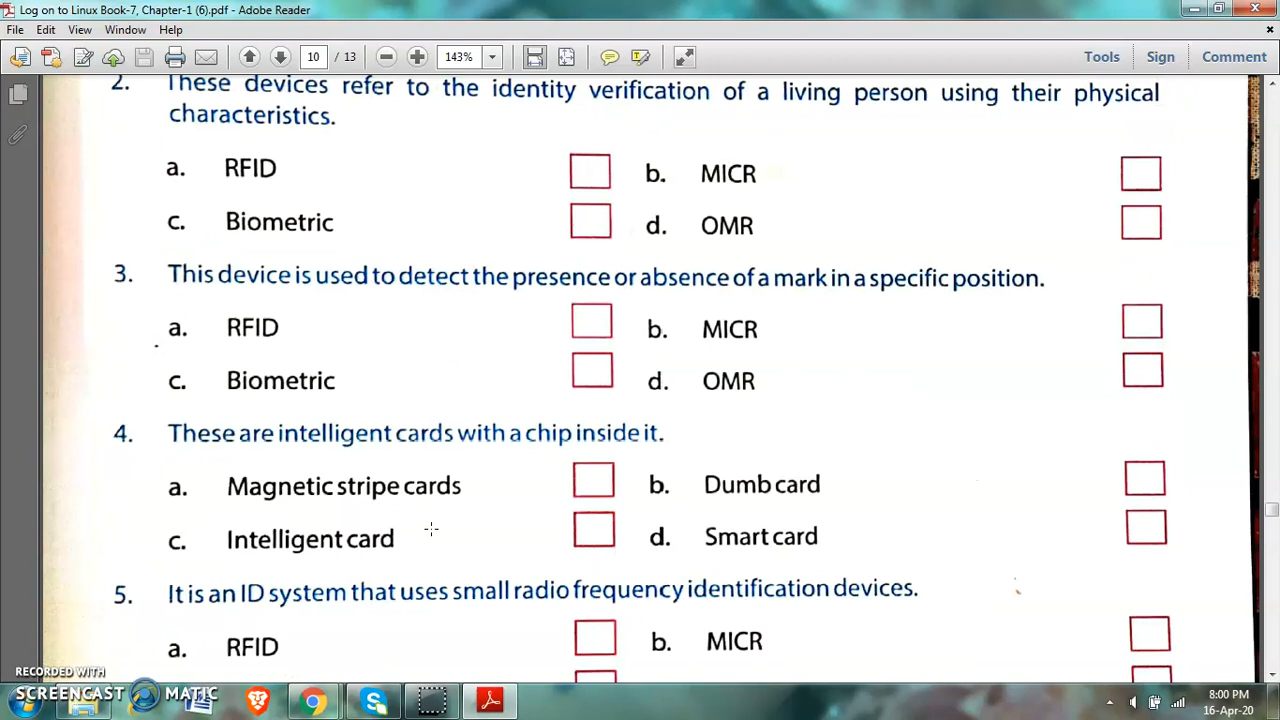 Log on to Linux Book-7, Chapter-1 (6).pdf - Adobe Reader
File Edit View Window Help
10 / 13 143% Tools Sign Comment
2. These devices refer to the identity verification of a living person using their physical
characteristics.
a. RFID b. MICR
c. Biometric d. OMR
3. This device is used to detect the presence or absence of a mark in a specific position.
a. RFID b. MICR
c. Biometric d. OMR
4. These are intelligent cards with a chip inside it.
a. Magnetic stripe cards b. Dumb card
c. Intelligent card d. Smart card
5. It is an ID system that uses small radio frequency identification devices.
a. RFID b. MICR
RECORDED WITH
SCREENCAST MATIC
8:00 PM
16-Apr-20